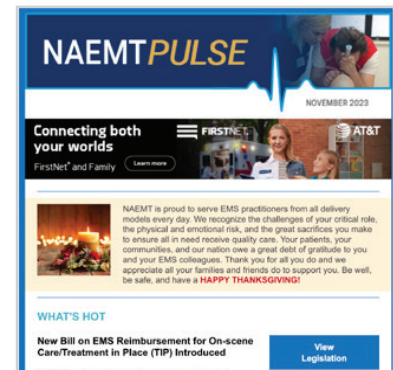 NAEMTPULSE
NOVEMBER 2023
Connecting both
your worlds
FirstNet® and Family
Learn more
FIRSTNET
AT&T
NAEMT is proud to serve EMS practitioners from all delivery
models every day. We recognize the challenges of your critical role,
the physical and emotional risk, and the great sacrifices you make
to ensure all in need receive quality care. Your patients, your
communities, and our nation owe a great debt of gratitude to you
and your EMS colleagues. Thank you for all you do and we
appreciate all your families and friends do to support you. Be well,
be safe, and have a HAPPY THANKSGIVING!
WHAT'S HOT
New Bill on EMS Reimbursement for On-scene
Care/Treatment in Place (TIP) Introduced
View
Legislation